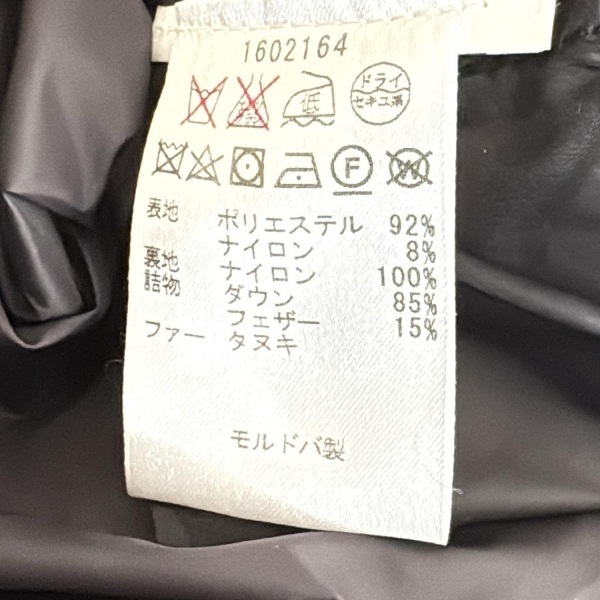 1602164
低
ドライ
セキユ系
F
W
表地 ポリエステル 92%
ナイロン 8%
裏地 ナイロン 100%
詰物 ダウン 85%
フェザー 15%
ファー タヌキ
モルドバ製